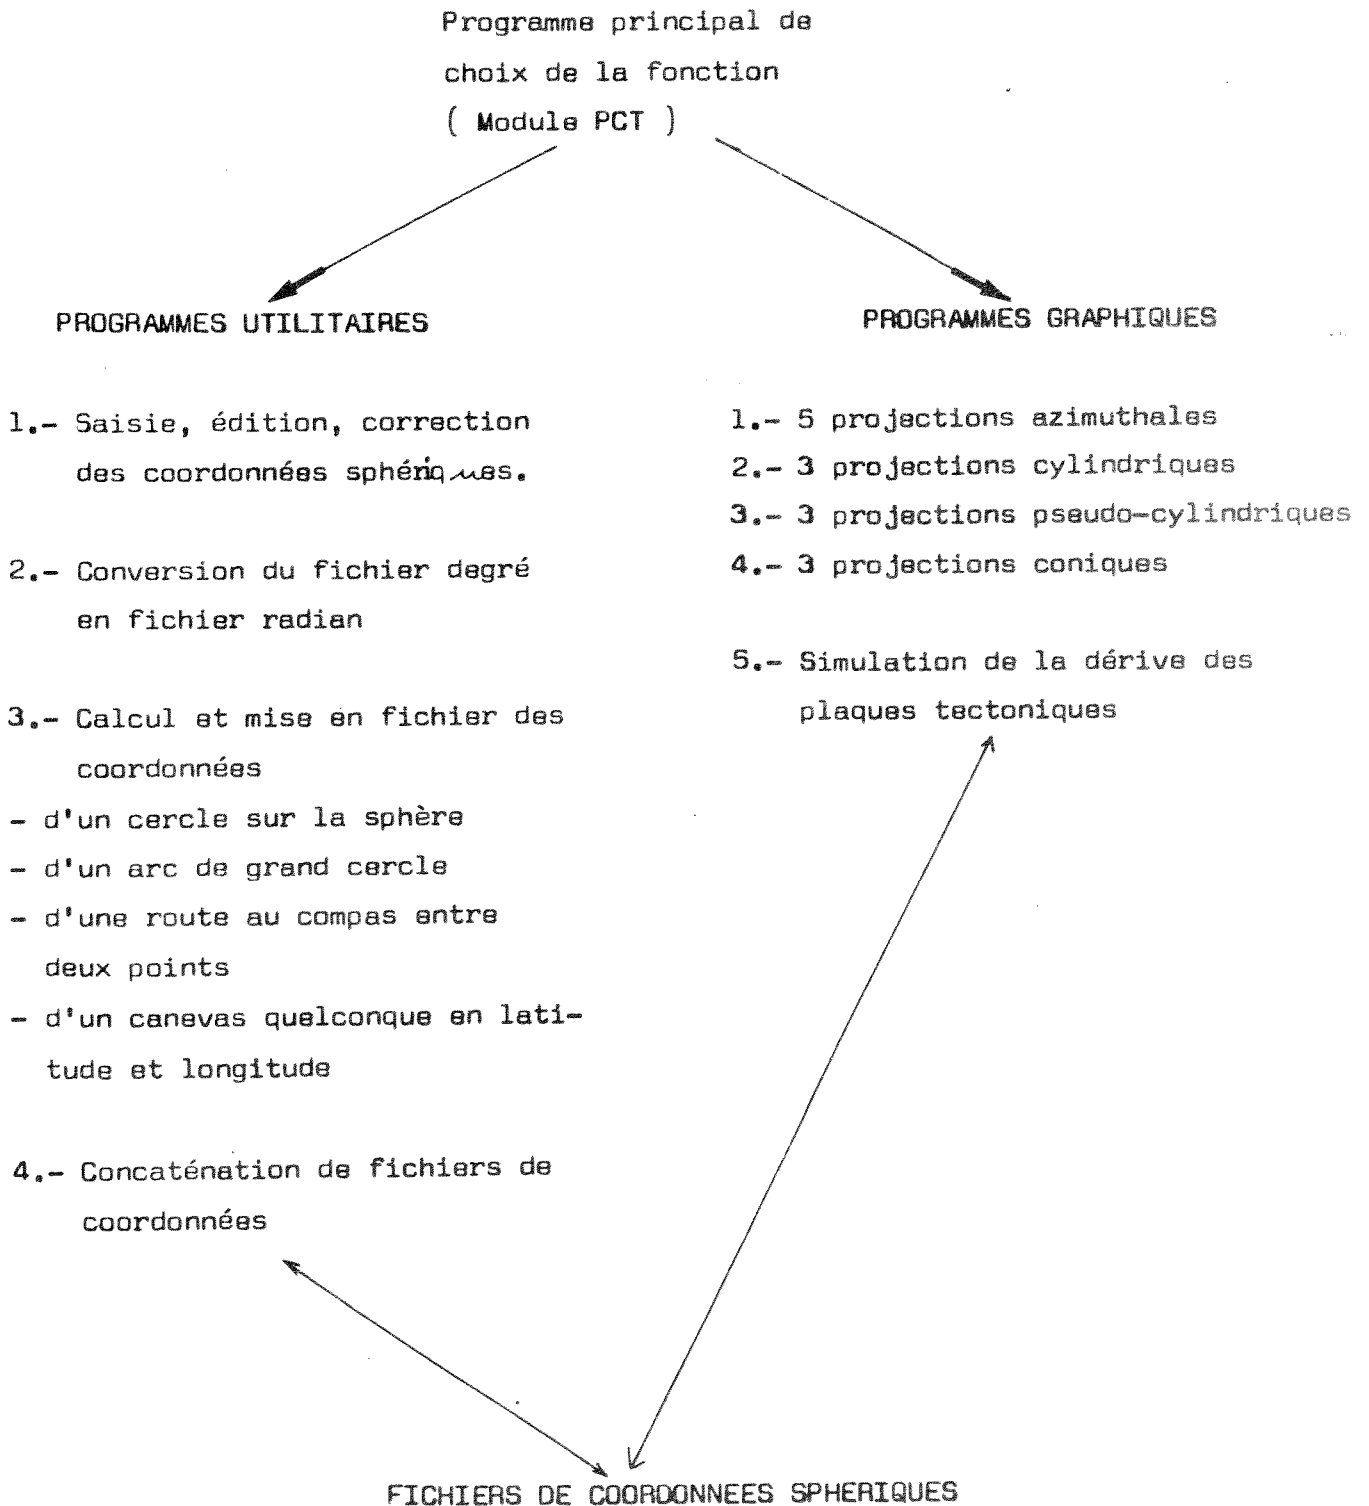 Programme principal de
choix de la fonction
( Module PCT )
PROGRAMMES UTILITAIRES
1.- Saisie, édition, correction
des coordonnées sphériques.
2.- Conversion du fichier degré
en fichier radian
3.- Calcul et mise en fichier des
coordonnées
- d'un cercle sur la sphère
- d'un arc de grand cercle
- d'une route au compas entre
deux points
- d'un canevas quelconque en lati-
tude et longitude
4.- Concaténation de fichiers de
coordonnées
PROGRAMMES GRAPHIQUES
1.- 5 projections azimuthales
2.- 3 projections cylindriques
3.- 3 projections pseudo-cylindriques
4.- 3 projections coniques
5.- Simulation de la dérive des
plaques tectoniques
FICHIERS DE COORDONNEES SPHERIQUES